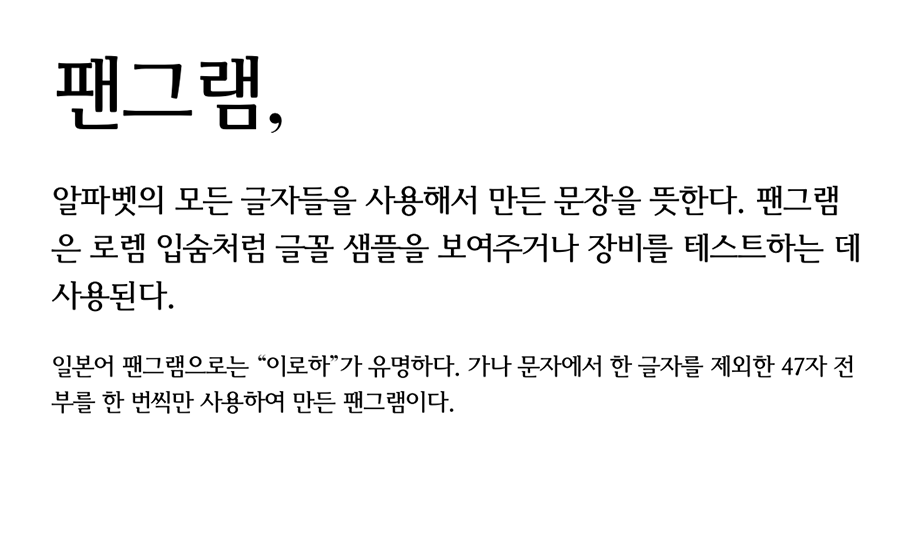 팬그램,
알파벳의 모든 글자들을 사용해서 만든 문장을 뜻한다. 팬그램
은 로렘 입숨처럼 글꼴 샘플을 보여주거나 장비를 테스트하는 데
사용된다.
일본어 팬그램으로는 “이로하”가 유명하다. 가나 문자에서 한 글자를 제외한 47자 전
부를 한 번씩만 사용하여 만든 팬그램이다.